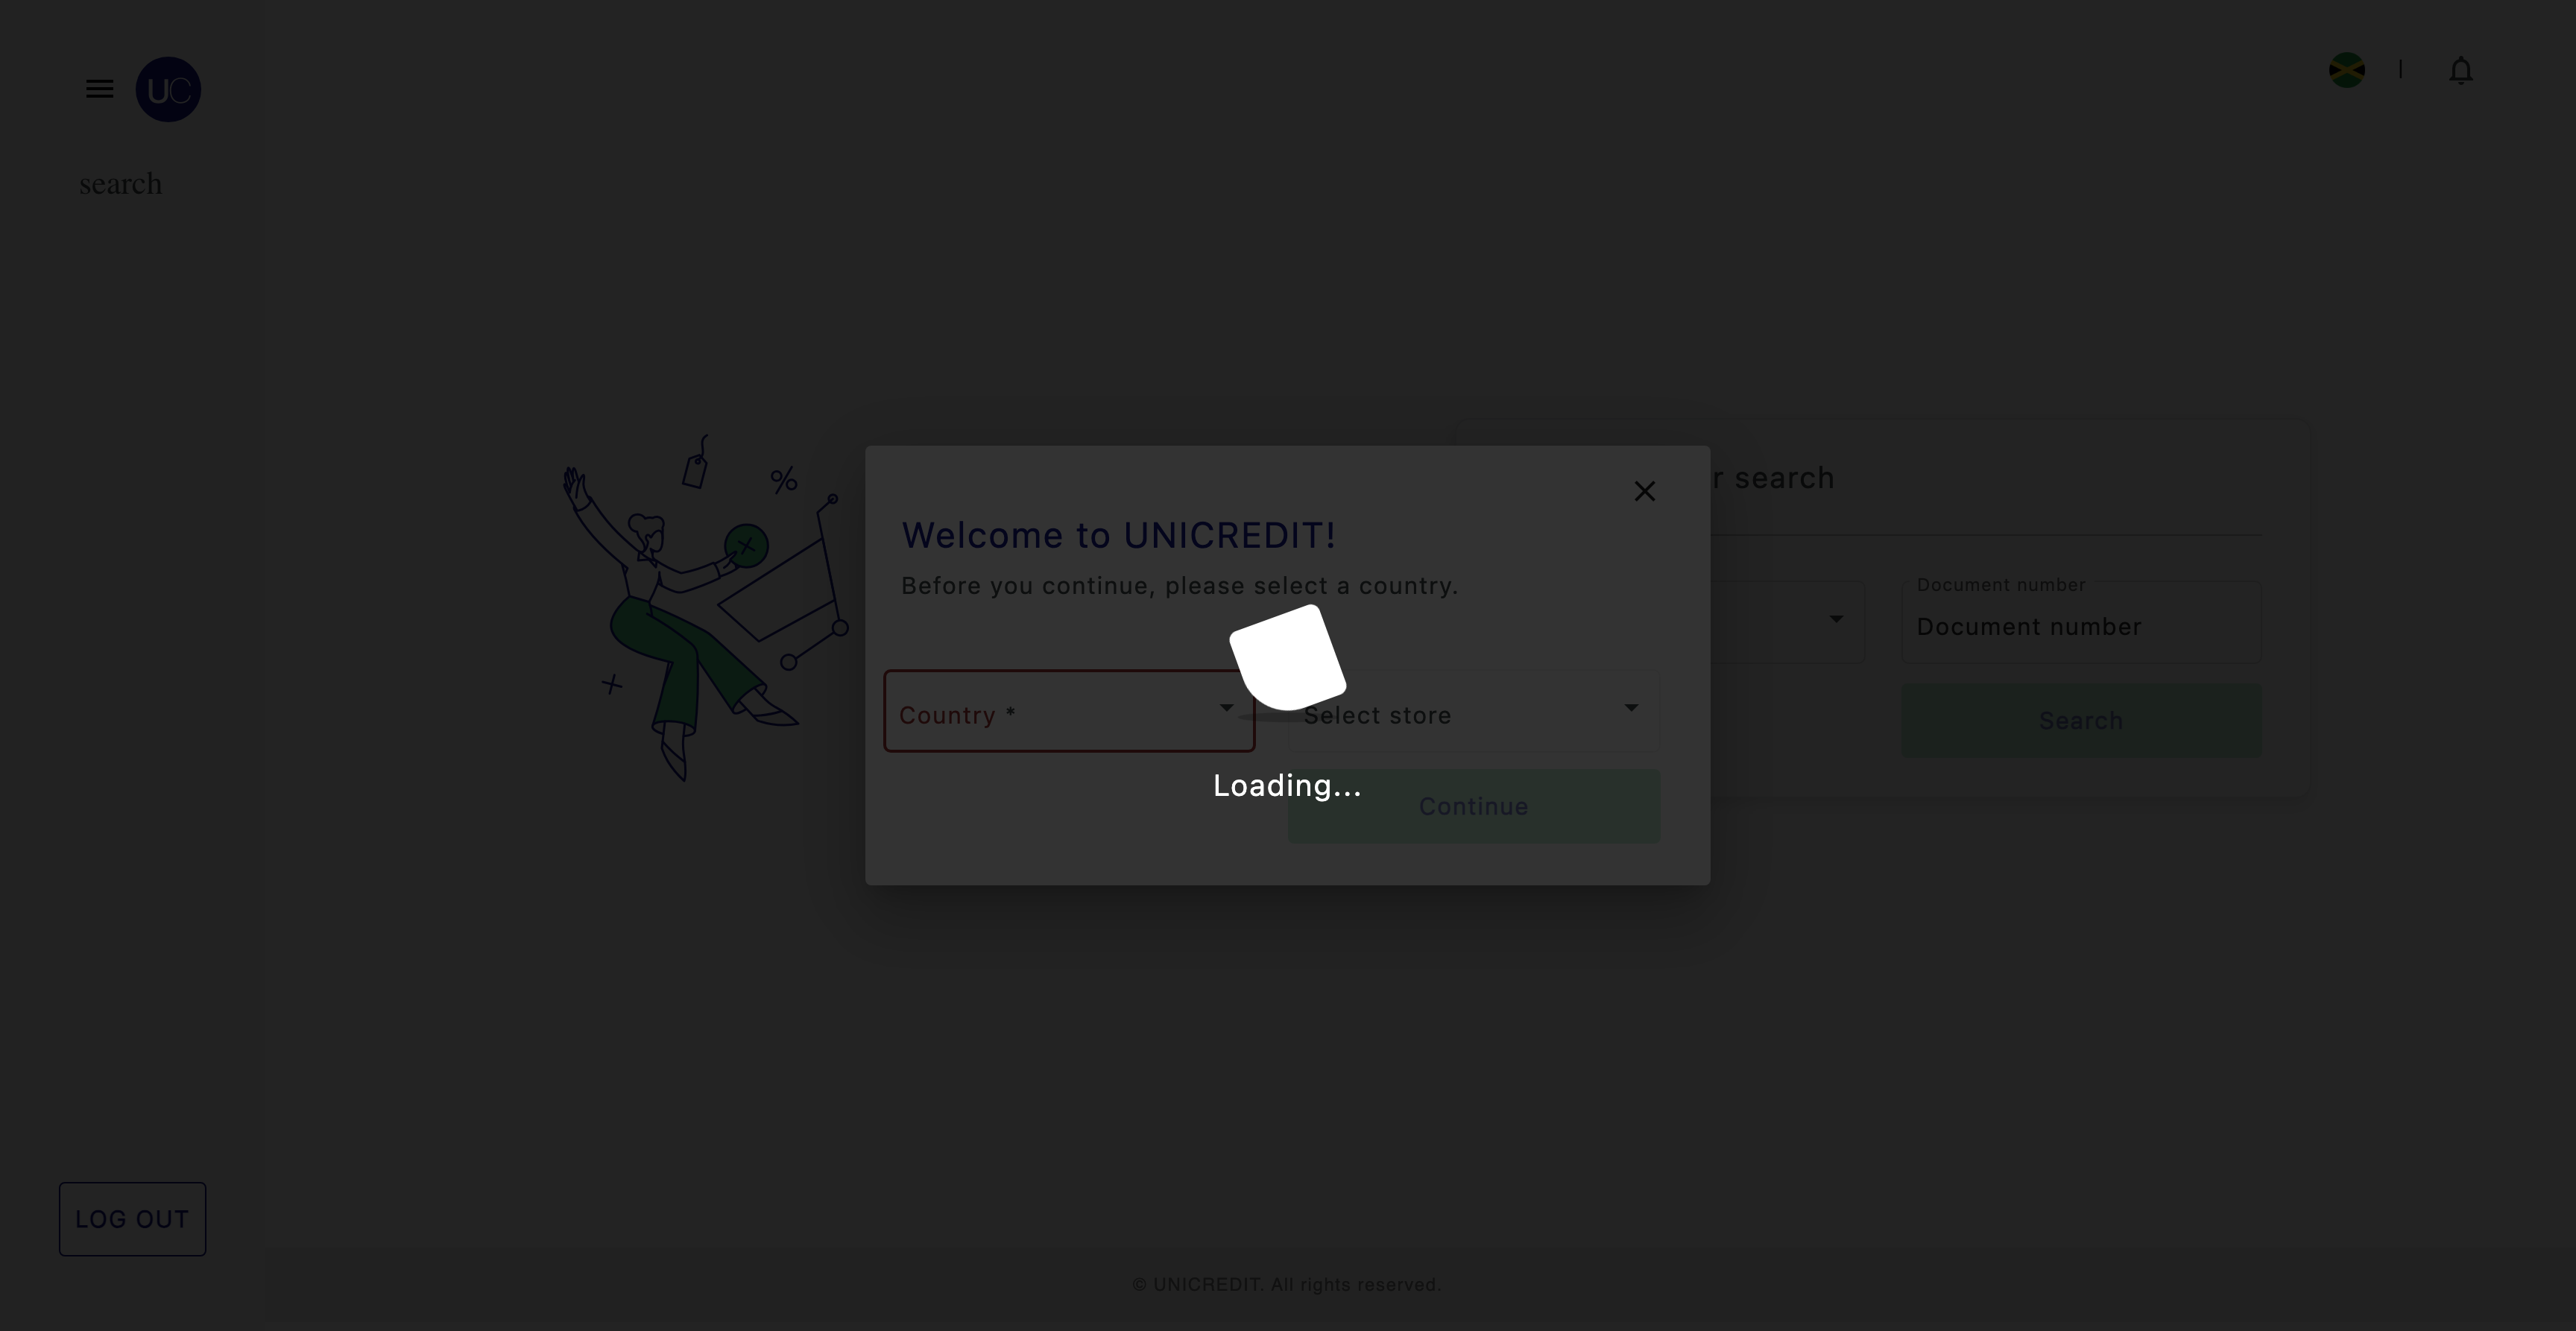 UC
search
r search
Welcome to UNICREDIT!
Before you continue, please select a country.
Document number
Document number
Country *
Select store
Search
Loading...
Continue
LOG OUT
© UNICREDIT. All rights reserved.